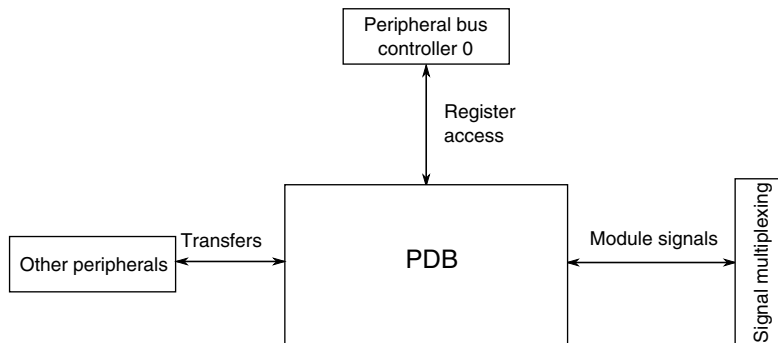 Peripheral bus
controller 0
Register
access
Transfers
Other peripherals
PDB
Module signals
Signal multiplexing